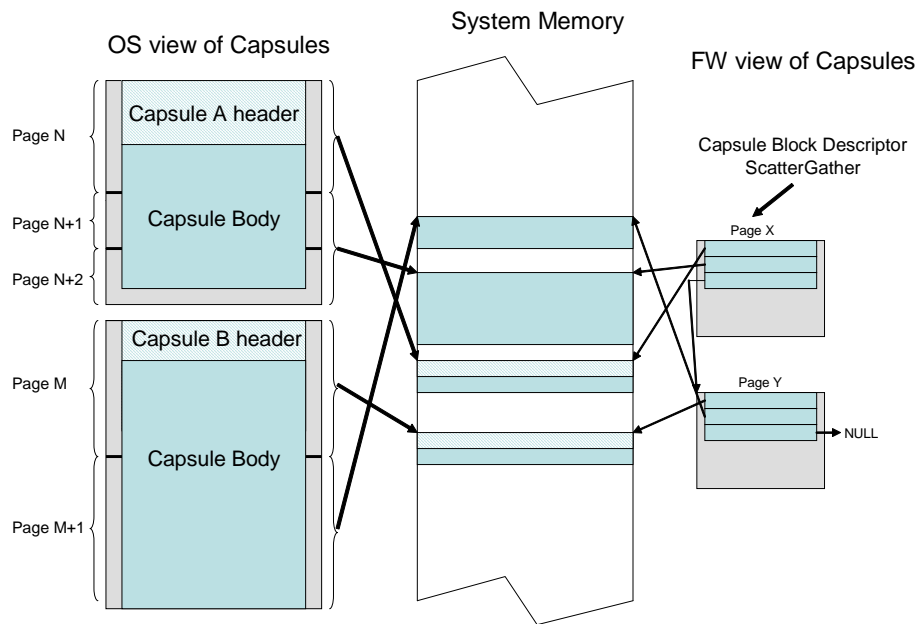 OS view of Capsules
System Memory
FW view of Capsules
Capsule A header
Page N
Capsule Body
Page N+1
Page N+2
Capsule B header
Page M
Capsule Body
Page M+1
Capsule Block Descriptor
ScatterGather
Page X
Page Y
NULL